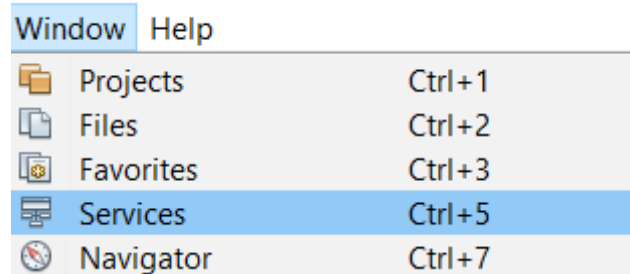 Window Help
Projects Ctrl+1
Files Ctrl+2
Favorites Ctrl+3
Services Ctrl+5
Navigator Ctrl+7